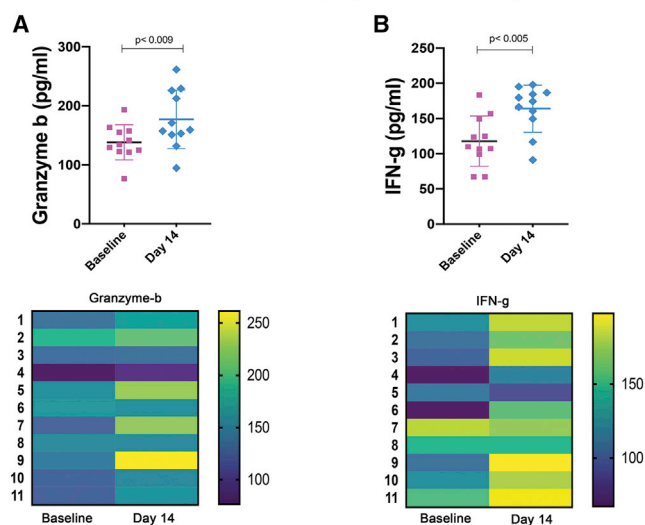 A
p< 0.009
Granzyme b (pg/ml)
300
200
100
0
Baseline
Day 14
B
p< 0.005
IFN-g (pg/ml)
250
200
150
100
50
0
Baseline
Day 14
Granzyme-b
1
2
3
4
5
6
7
8
9
10
11
Baseline
Day 14
250
200
150
100
IFN-g
1
2
3
4
5
6
7
8
9
10
11
Baseline
Day 14
150
100